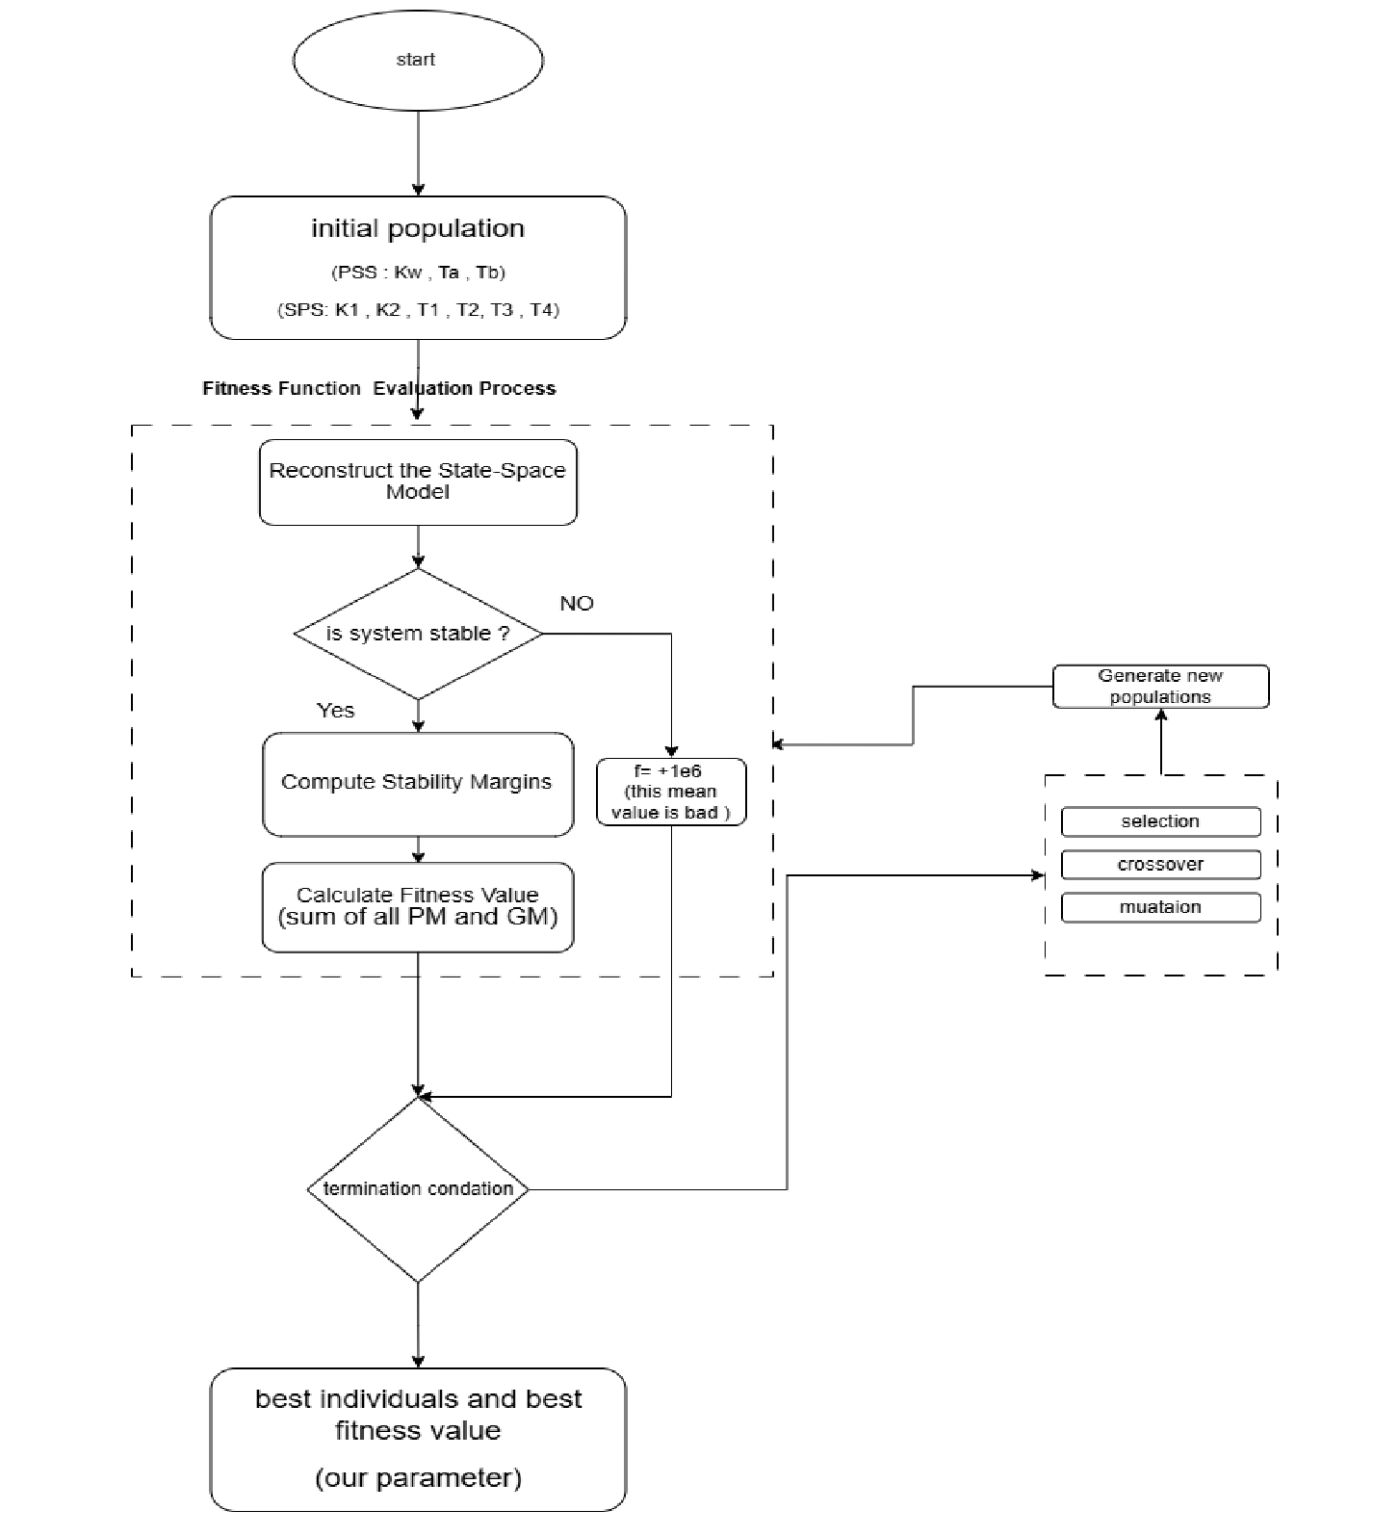 start
initial population
(PSS : Kw , Ta , Tb)
(SPS: K1 , K2 , T1 , T2, T3 , T4)
Fitness Function Evaluation Process
Reconstruct the State-Space
Model
is system stable ?
NO
Yes
Compute Stability Margins
f= +1e6
(this mean
value is bad )
Calculate Fitness Value
(sum of all PM and GM)
Generate new
populations
selection
crossover
muataion
termination condation
best individuals and best
fitness value
(our parameter)